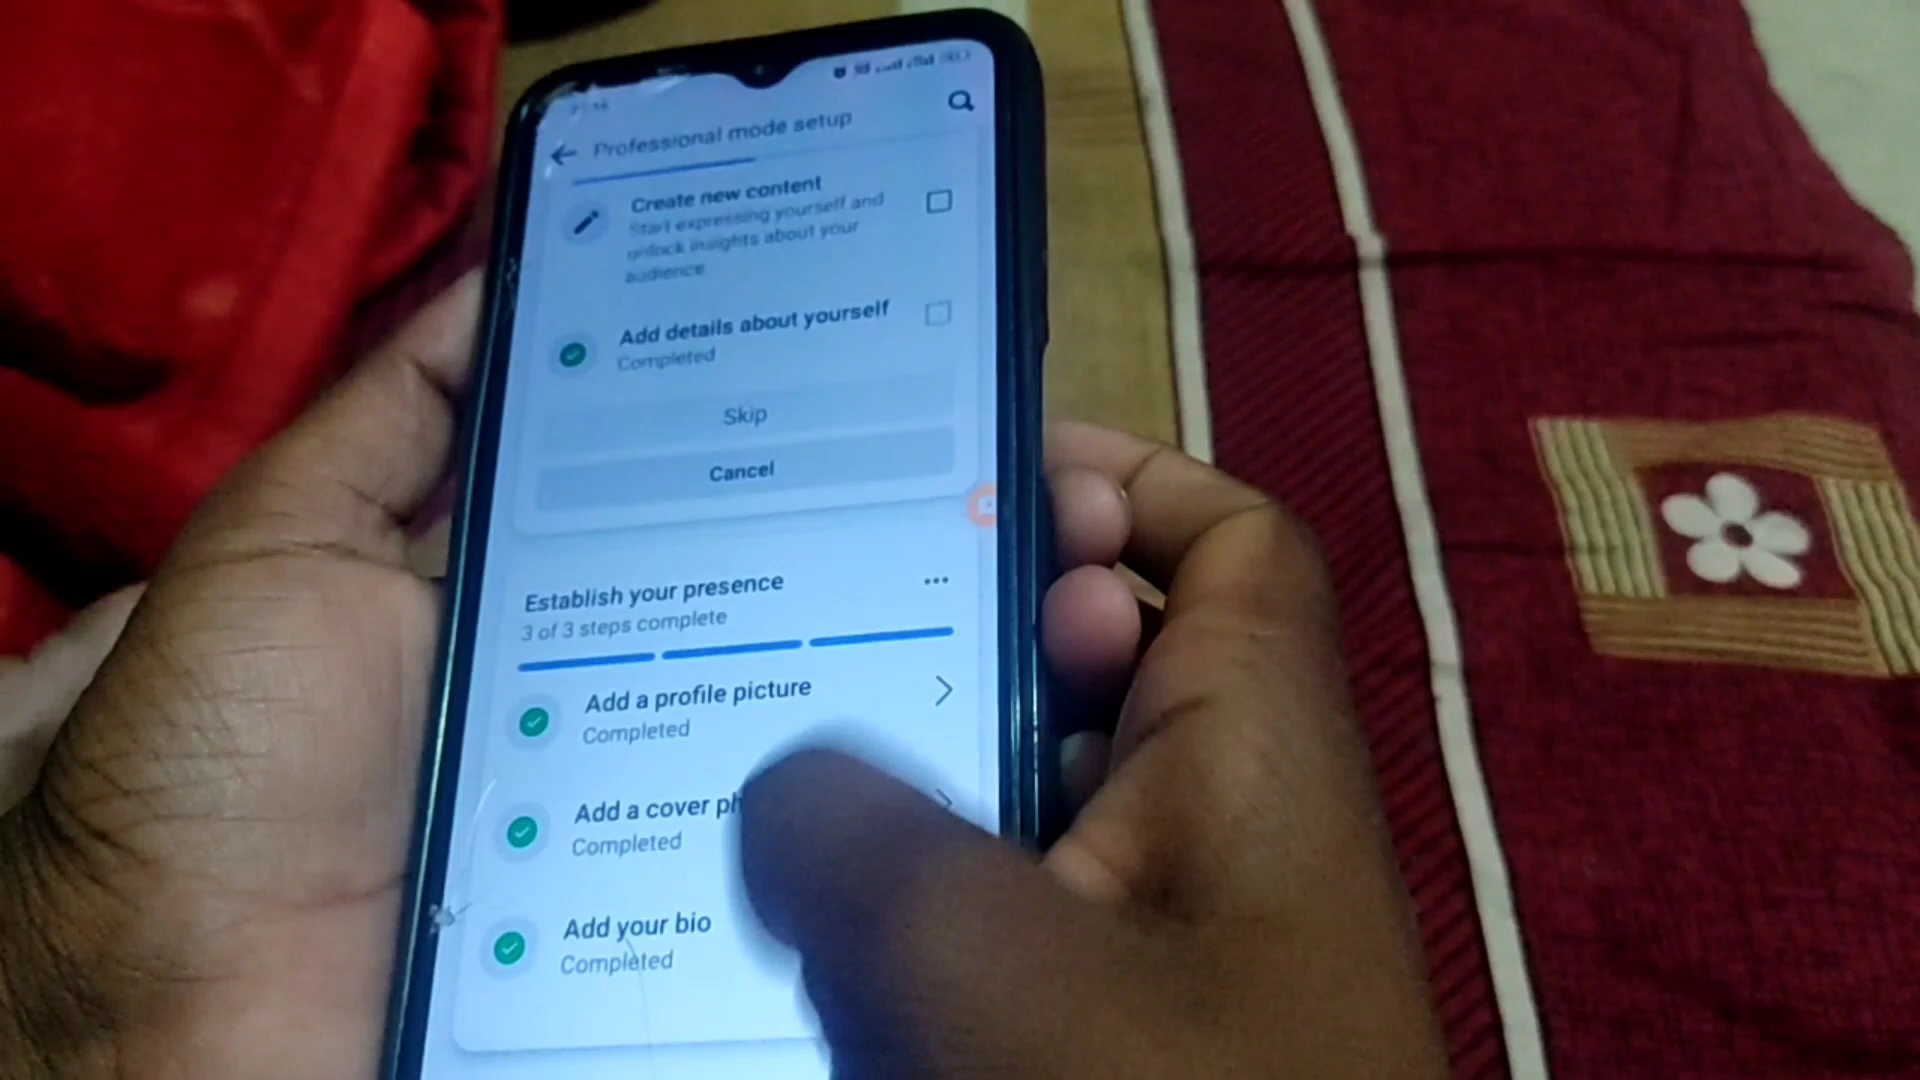 Professional mode setup
Create new content
Start expressing yourself and
unlock insights about your
audience
Add details about yourself
Completed
Skip
Cancel
Establish your presence
3 of 3 steps complete
Add a profile picture
Completed
Add a cover
Completed
Add your bio
Completed